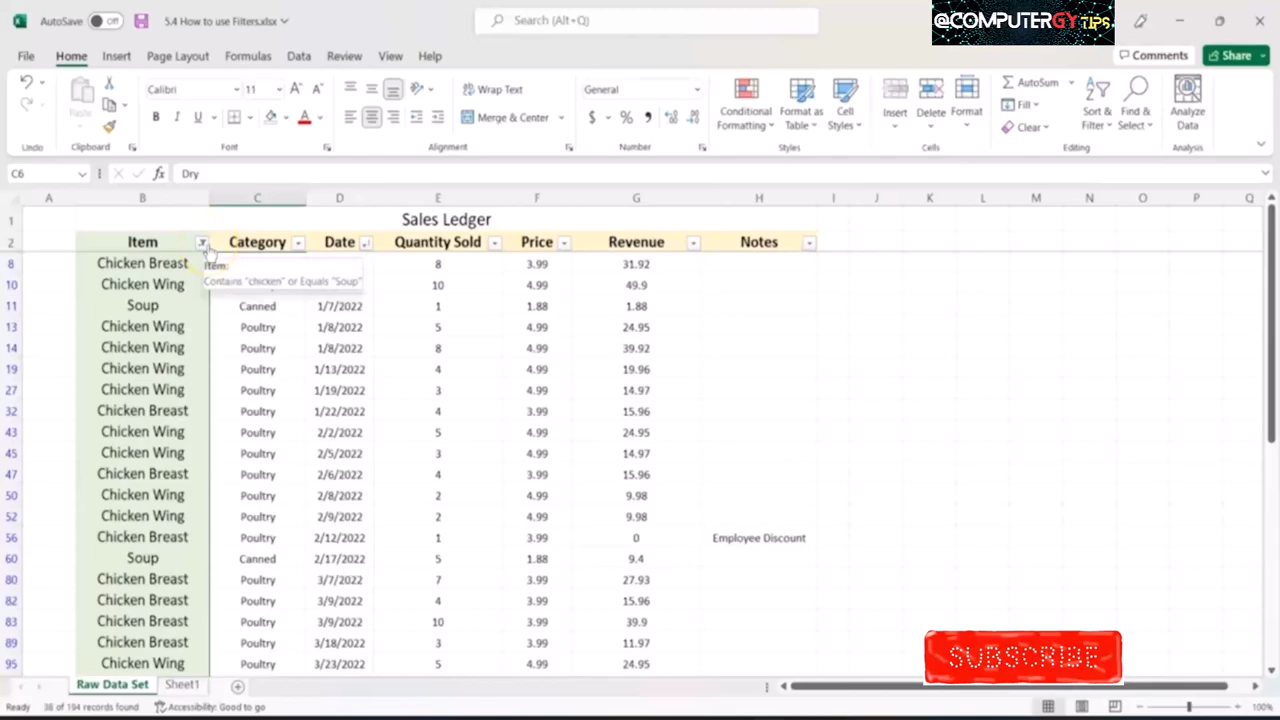 AutoSave Off 5.4 How to use Filters.xlsx Search (Alt+Q) @COMPUTERGY TIPS
File Home Insert Page Layout Formulas Data Review View Help Comments Share
Calibri 11 Wrap Text General AutoSum
Paste B I U Merge & Center $ % Conditional Formatting Format as Table Cell Styles Insert Delete Format Fill Clear Sort & Filter Find & Select Analyze Data
Undo Clipboard Font Alignment Number Styles Cells Editing Analysis
C6 fx Dry
A B C D E F G H I J K L M N O P Q
1 Sales Ledger
2 Item Category Date Quantity Sold Price Revenue Notes
8 Chicken Breast 8 3.99 31.92
Item:
Contains "chicken" or Equals "Soup"
10 Chicken Wing 10 4.99 49.9
11 Soup Canned 1/7/2022 1 1.88 1.88
13 Chicken Wing Poultry 1/8/2022 5 4.99 24.95
14 Chicken Wing Poultry 1/8/2022 8 4.99 39.92
19 Chicken Wing Poultry 1/13/2022 4 4.99 19.96
27 Chicken Wing Poultry 1/19/2022 3 4.99 14.97
32 Chicken Breast Poultry 1/22/2022 4 3.99 15.96
43 Chicken Wing Poultry 2/2/2022 5 4.99 24.95
45 Chicken Wing Poultry 2/5/2022 3 4.99 14.97
47 Chicken Breast Poultry 2/6/2022 4 3.99 15.96
50 Chicken Wing Poultry 2/8/2022 2 4.99 9.98
52 Chicken Wing Poultry 2/9/2022 2 4.99 9.98
56 Chicken Breast Poultry 2/12/2022 1 3.99 0 Employee Discount
60 Soup Canned 2/17/2022 5 1.88 9.4
80 Chicken Breast Poultry 3/7/2022 7 3.99 27.93
82 Chicken Breast Poultry 3/9/2022 4 3.99 15.96
83 Chicken Breast Poultry 3/9/2022 10 3.99 39.9
89 Chicken Breast Poultry 3/18/2022 3 3.99 11.97
95 Chicken Wing Poultry 3/23/2022 5 4.99 24.95
SUBSCRIBE
Raw Data Set Sheet1
Ready 38 of 194 records found Accessibility: Good to go 100%